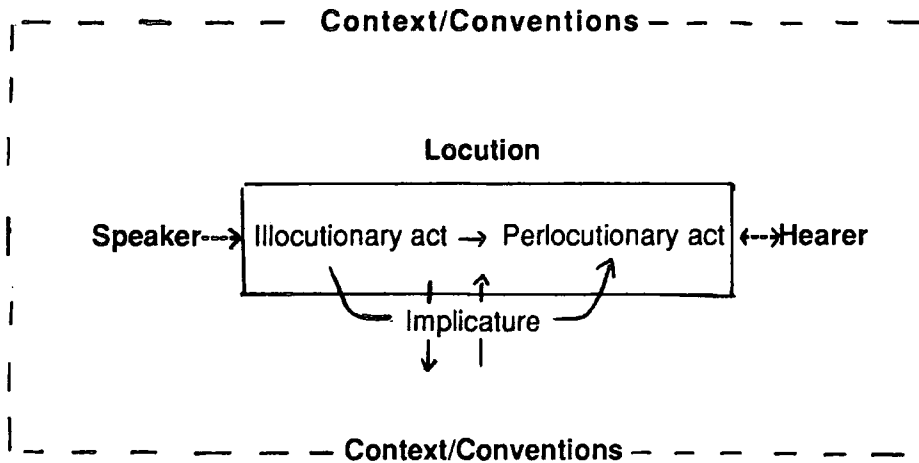 Context/Conventions
Locution
Speaker Illocutionary act → Perlocutionary act Hearer
Implicature
Context/Conventions